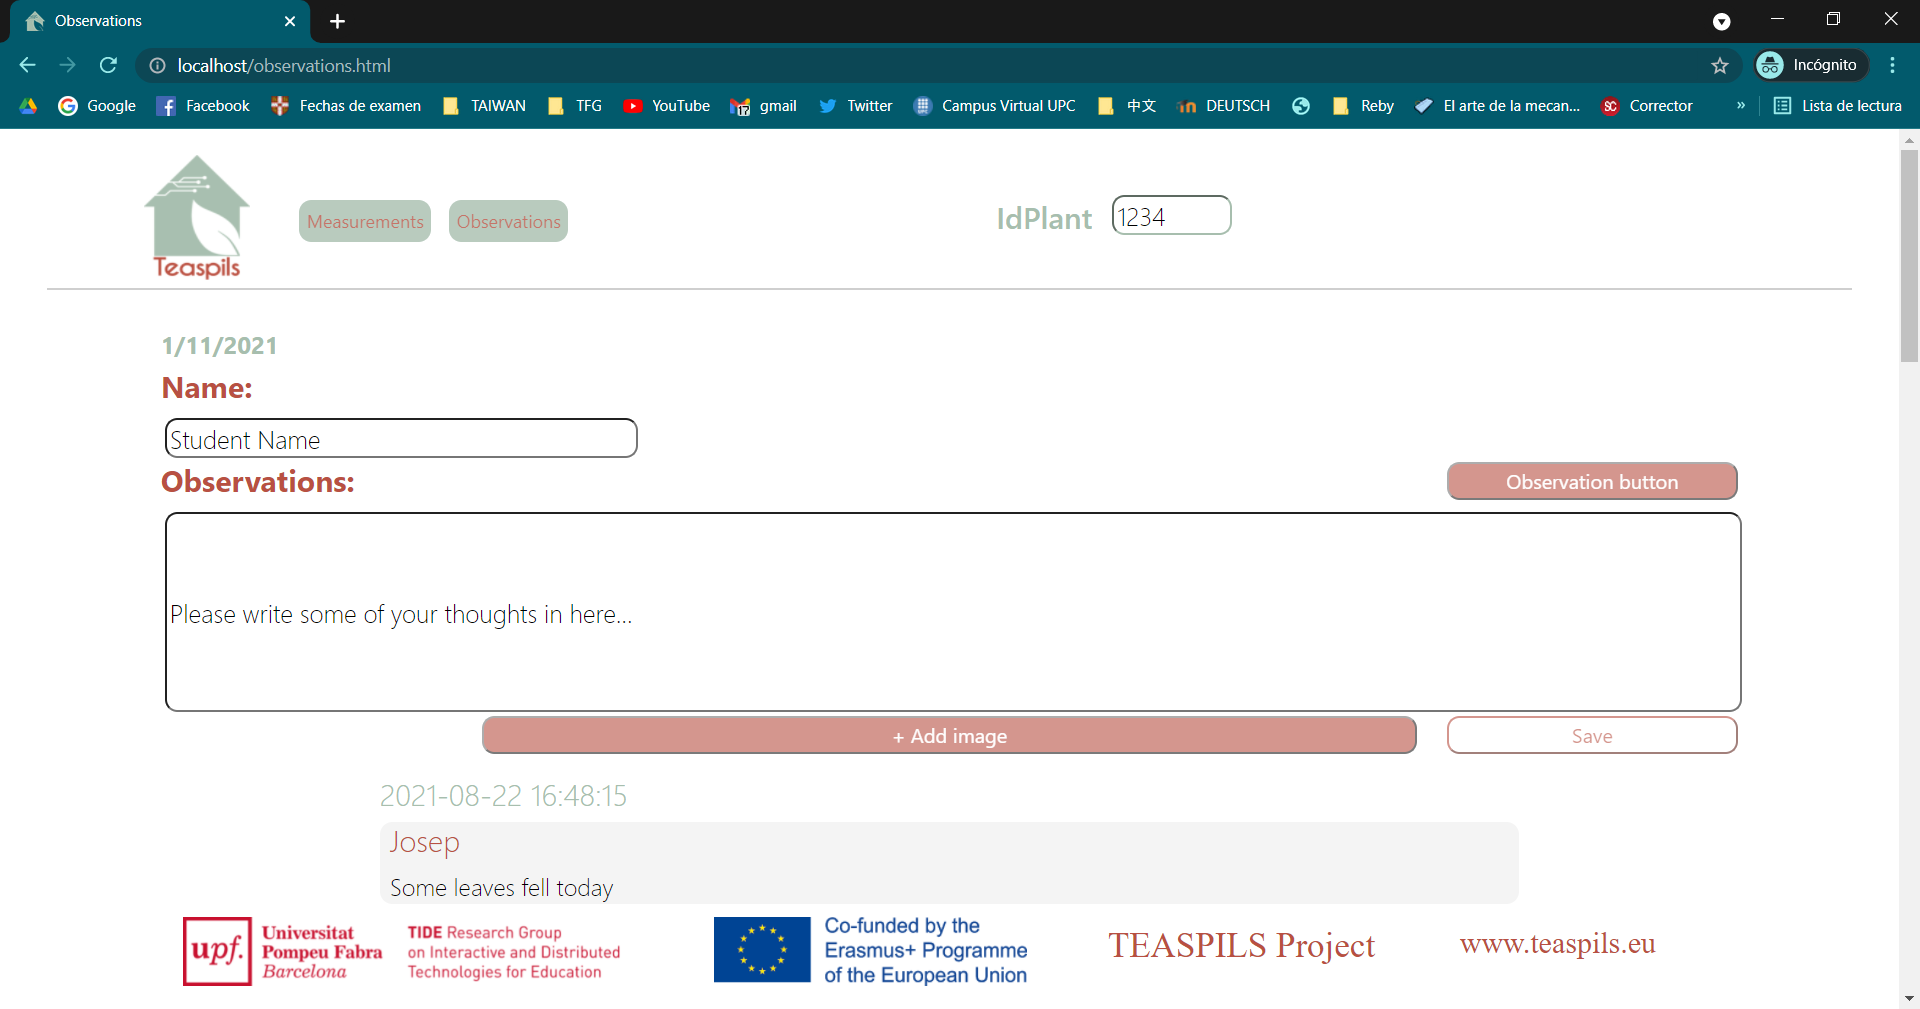 Observations
localhost/observations.html
Incógnito
Google Facebook Fechas de examen TAIWAN TFG YouTube 17 gmail Twitter Campus Virtual UPC 中文 DEUTSCH Reby El arte de la mecan... SC Corrector » Lista de lectura
Teaspils
Measurements Observations IdPlant 1234
1/11/2021
Name:
Student Name
Observations: Observation button
Please write some of your thoughts in here...
+ Add image Save
2021-08-22 16:48:15
Josep
Some leaves fell today
upf. Universitat
Pompeu Fabra
Barcelona
TIDE Research Group
on Interactive and Distributed
Technologies for Education
Co-funded by the
Erasmus+ Programme
of the European Union
TEASPILS Project
www.teaspils.eu